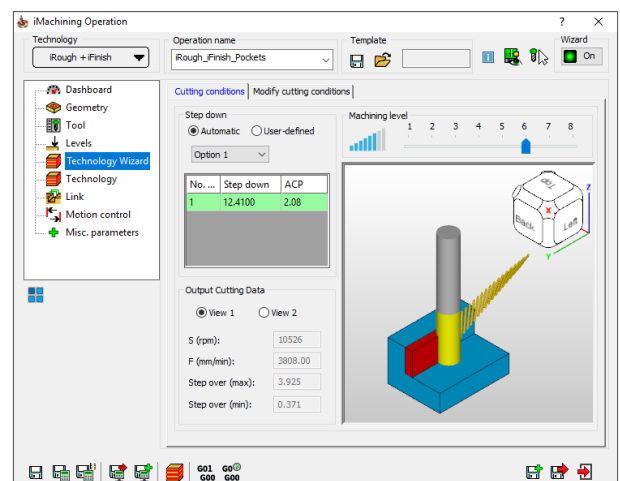 iMachining Operation
? ×
Technology
iRough + iFinish
Operation name
iRough_iFinish_Pockets
Template
Wizard
On
Dashboard
Geometry
Tool
Levels
Technology Wizard
Technology
Link
Motion control
Misc. parameters
Cutting conditions
Modify cutting conditions
Step down
Automatic
User-defined
Option 1
No. ... Step down ACP
1 12.4100 2.08
Output Cutting Data
View 1
View 2
S (rpm): 10526
F (mm/min): 3808.00
Step over (max): 3.925
Step over (min): 0.371
Machining level
1 2 3 4 5 6 7 8
Top
Back
Left
X
Y
Z
G01
G00
G0
G00